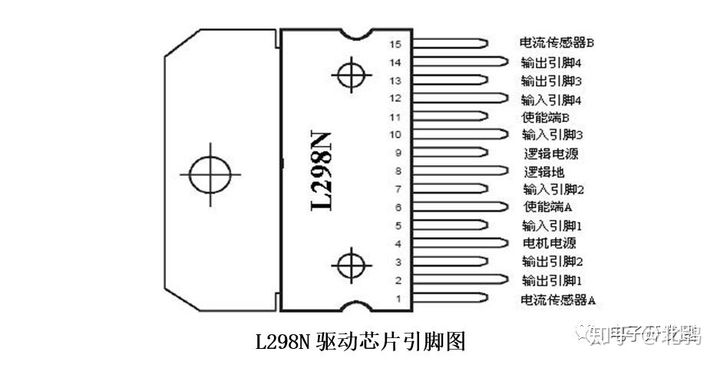 15 电流传感器B
14 输出引脚4
13 输出引脚3
12 输入引脚4
11 使能端B
10 输入引脚3
9 逻辑电源
8 逻辑地
7 输入引脚2
6 使能端A
5 输入引脚1
4 电机电源
3 输出引脚2
2 输出引脚1
1 电流传感器A
L298N
L298N 驱动芯片引脚图